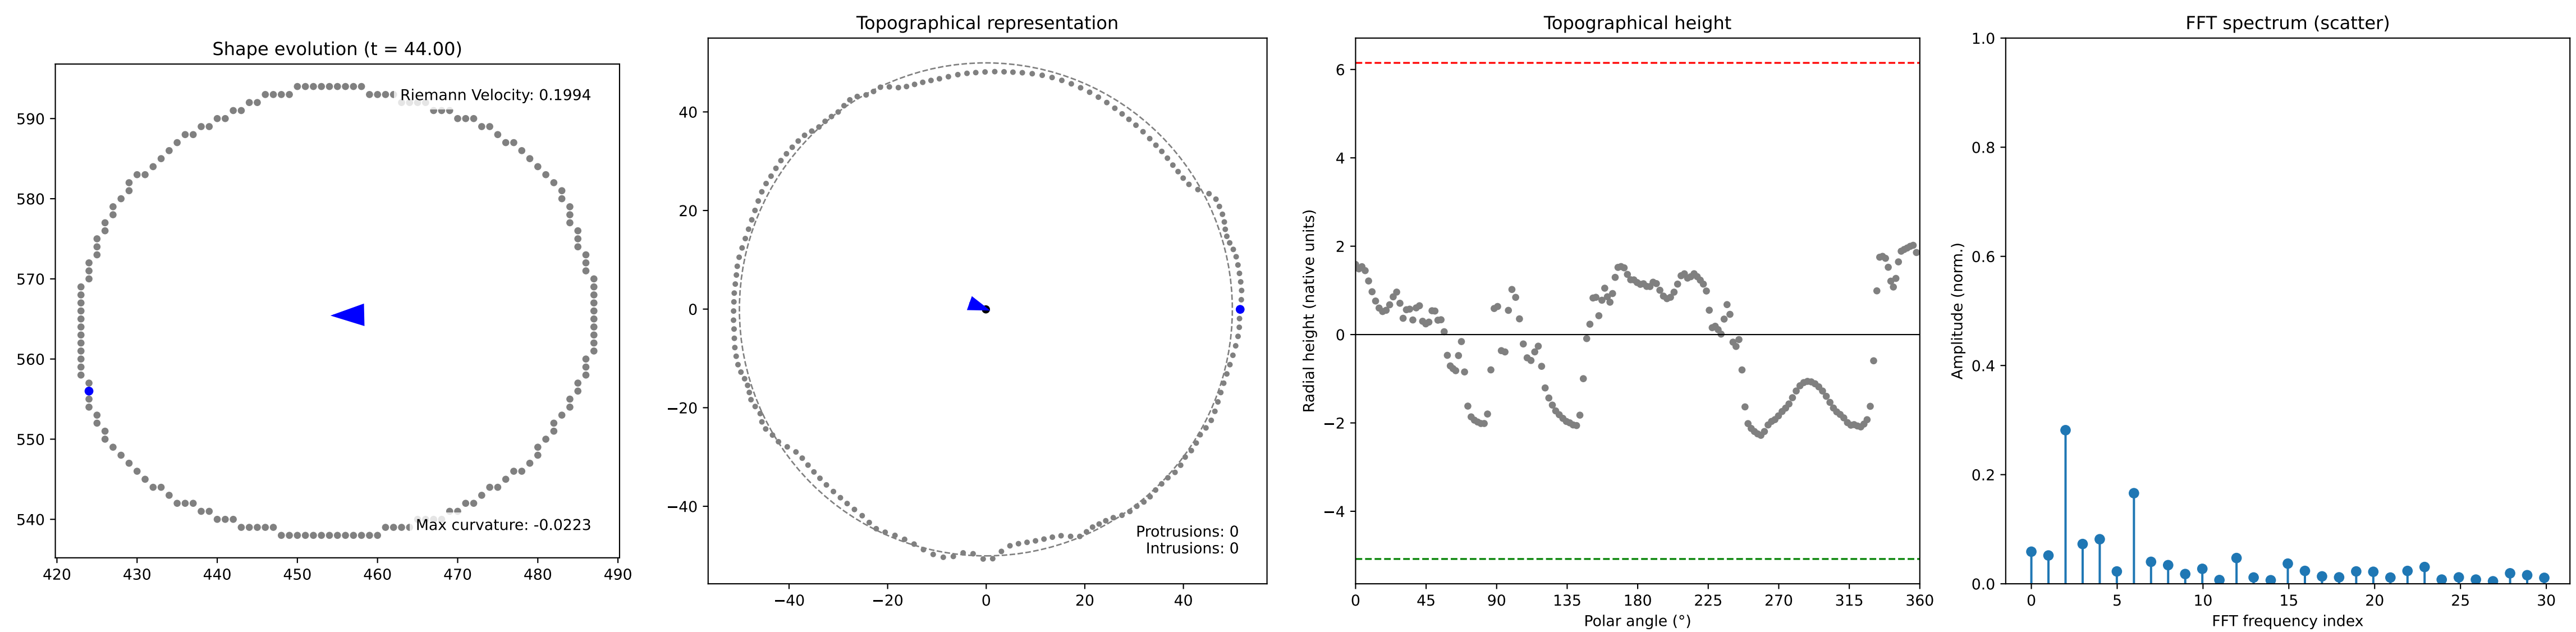 Shape evolution (t = 44.00)
Riemann Velocity: 0.1994
Max curvature: -0.0223
590
580
570
560
550
540
420 430 440 450 460 470 480 490
Topographical representation
40
20
0
−20
−40
−40 −20 0 20 40
Protrusions: 0
Intrusions: 0
Topographical height
Radial height (native units)
6
4
2
0
−2
−4
0 45 90 135 180 225 270 315 360
Polar angle (°)
FFT spectrum (scatter)
Amplitude (norm.)
1.0
0.8
0.6
0.4
0.2
0.0
0 5 10 15 20 25 30
FFT frequency index